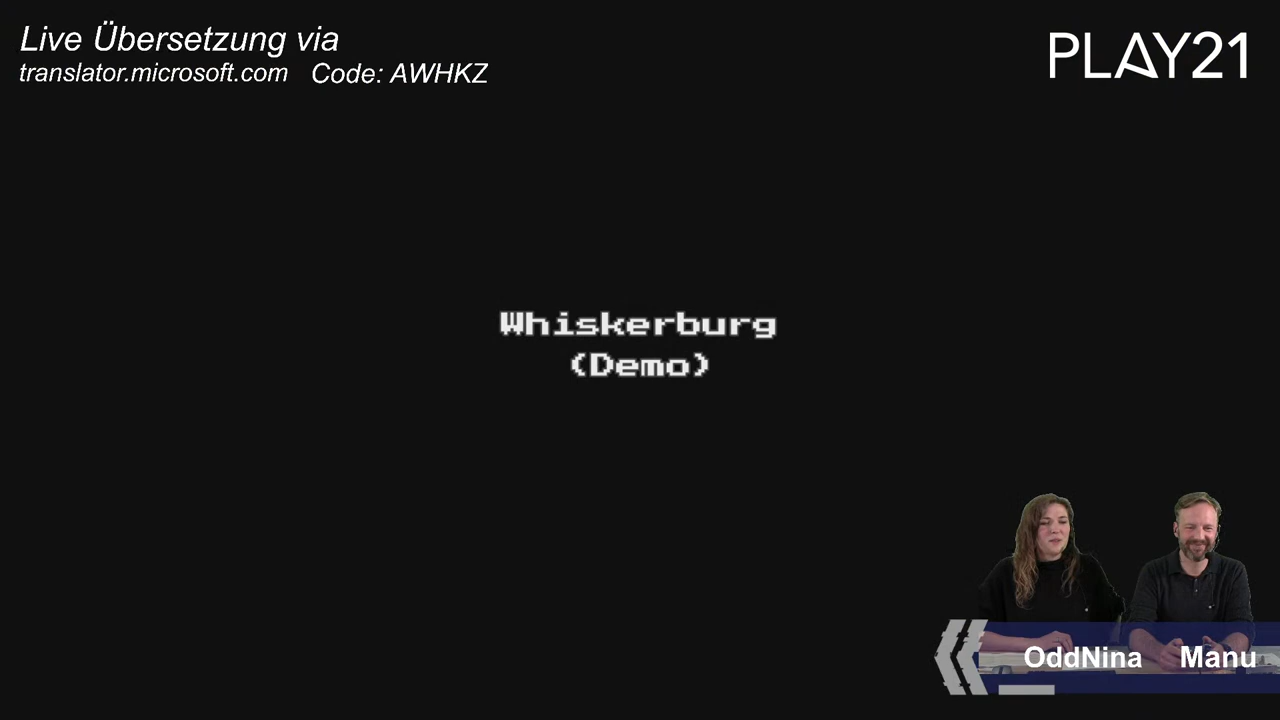 Live Übersetzung via
translator.microsoft.com Code: AWHKZ
PLAY21
Whiskerburg
(Demo)
OddNina Manu